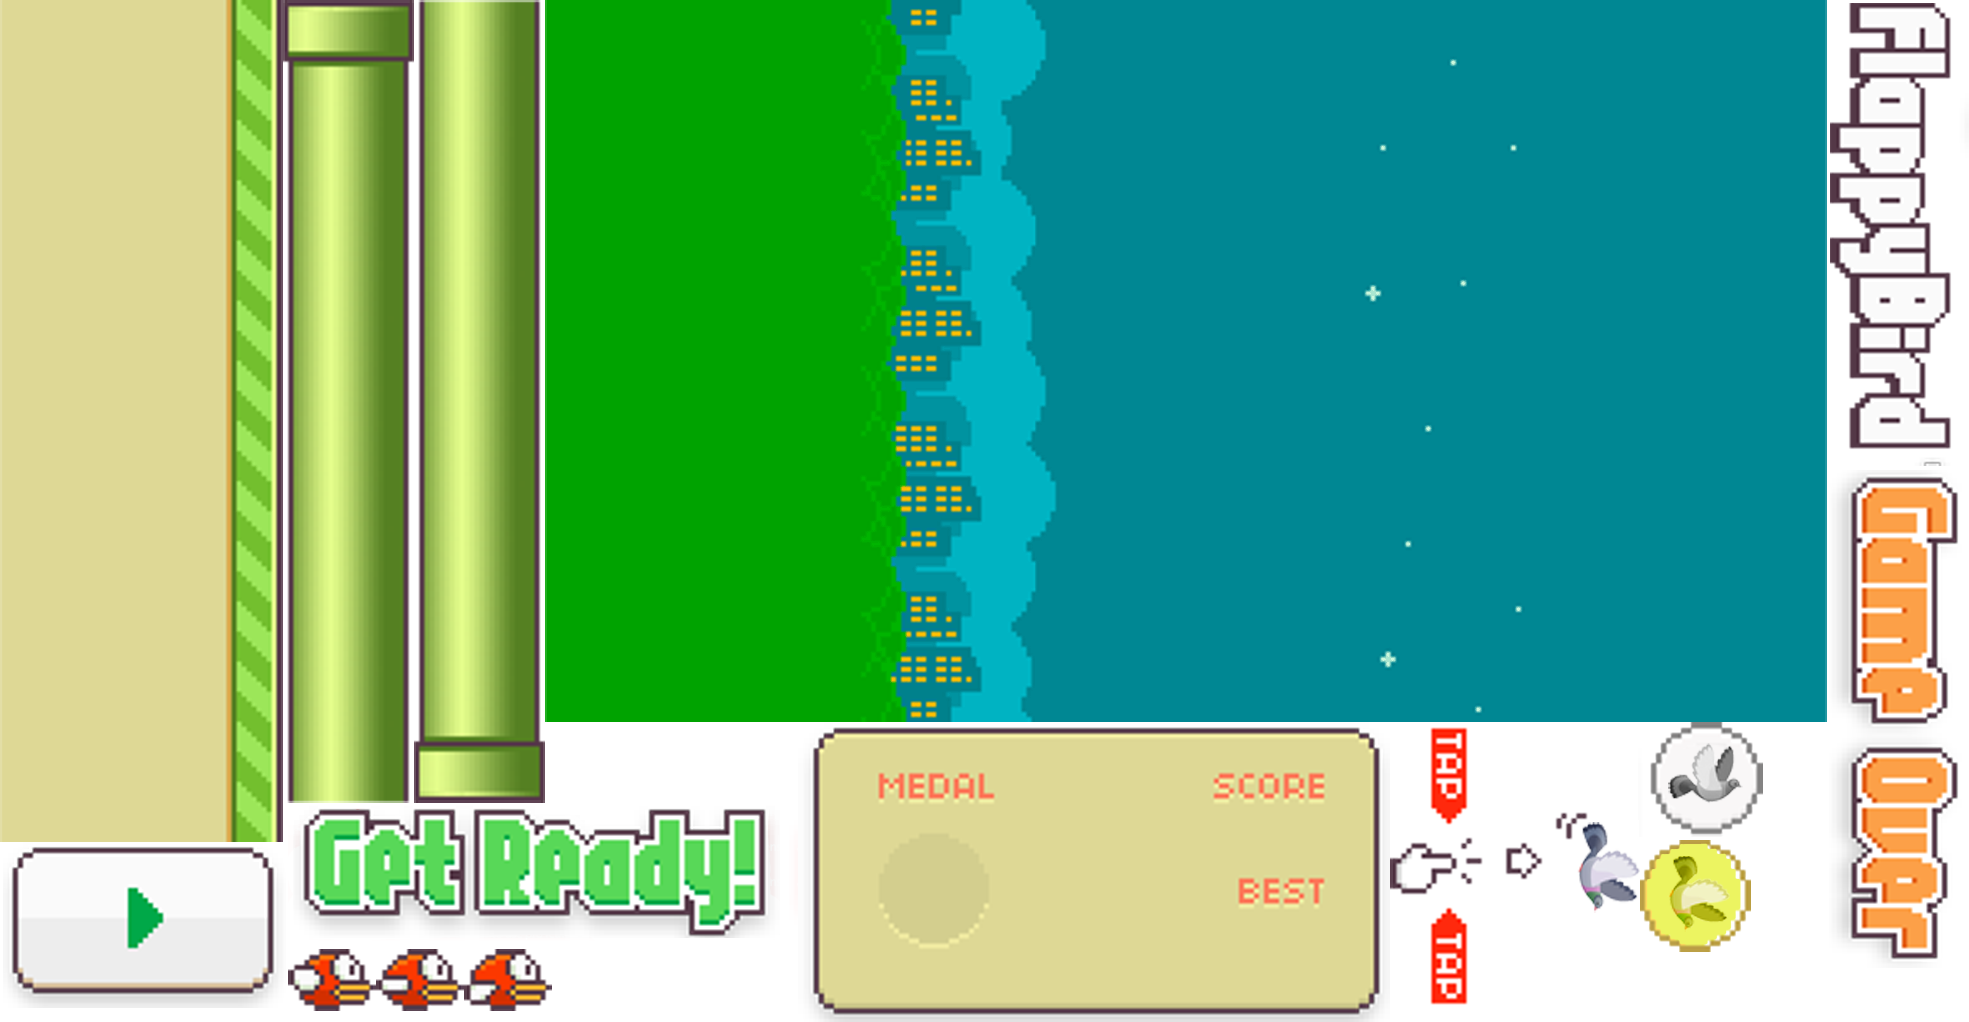 FlappyBird
Game Over
Get Ready!
MEDAL
SCORE
BEST
TAP
TAP